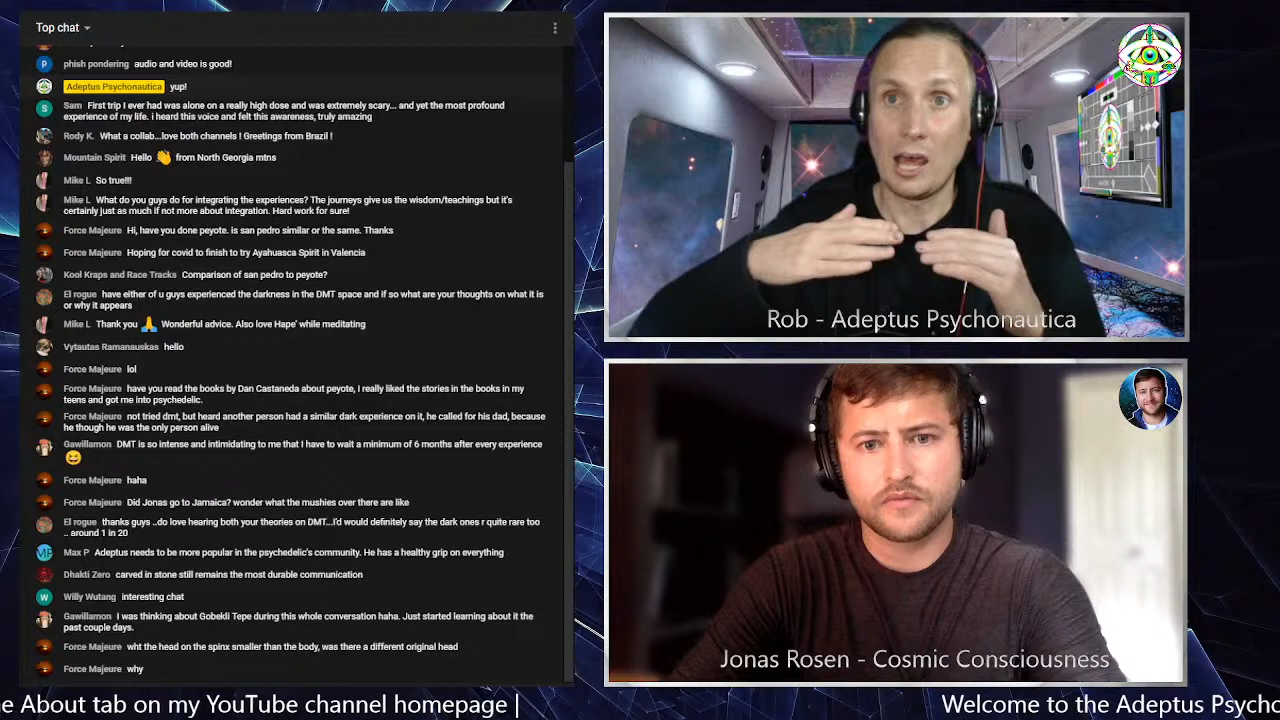 Top chat
phish pondering audio and video is good!
Adeptus Psychonautica yup!
Sam First trip I ever had was alone on a really high dose and was extremely scary... and yet the most profound
experience of my life. i heard this voice and felt this awareness, truly amazing
Rody K. What a collab...love both channels ! Greetings from Brazil !
Mountain Spirit Hello 👋 from North Georgia mtns
Mike L So true!!!
Mike L What do you guys do for integrating the experiences? The journeys give us the wisdom/teachings but it's
certainly just as much if not more about integration. Hard work for sure!
Force Majeure Hi, have you done peyote. is san pedro similar or the same. Thanks
Force Majeure Hoping for covid to finish to try Ayahuasca Spirit in Valencia
Kool Kraps and Race Tracks Comparison of san pedro to peyote?
El rogue have either of u guys experienced the darkness in the DMT space and if so what are your thoughts on what it is
or why it appears
Mike L Thank you 🙏 Wonderful advice. Also love Hape' while meditating
Vytautas Ramanauskas hello
Force Majeure lol
Force Majeure have you read the books by Dan Castaneda about peyote, I really liked the stories in the books in my
teens and got me into psychedelic.
Force Majeure not tried dmt, but heard another person had a similar dark experience on it, he called for his dad, because
he though he was the only person alive
Gawillamon DMT is so intense and intimidating to me that I have to wait a minimum of 6 months after every experience
😆
Force Majeure haha
Force Majeure Did Jonas go to Jamaica? wonder what the mushies over there are like
El rogue thanks guys ..do love hearing both your theories on DMT...I'd would definitely say the dark ones r quite rare too
.. around 1 in 20
Max P Adeptus needs to be more popular in the psychedelic's community. He has a healthy grip on everything
Dhakti Zero carved in stone still remains the most durable communication
Willy Wutang interesting chat
Gawillamon I was thinking about Gobekli Tepe during this whole conversation haha. Just started learning about it the
past couple days.
Force Majeure wht the head on the spinx smaller than the body, was there a different original head
Force Majeure why
Rob - Adeptus Psychonautica
Jonas Rosen - Cosmic Consciousness
e About tab on my YouTube channel homepage | Welcome to the Adeptus Psycho